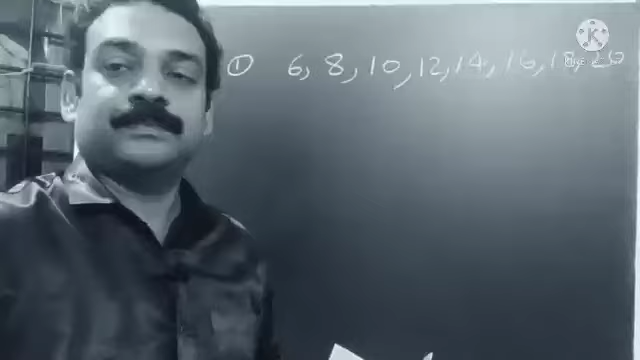 ① 6, 8, 10, 12, 14, 16, 18, 20